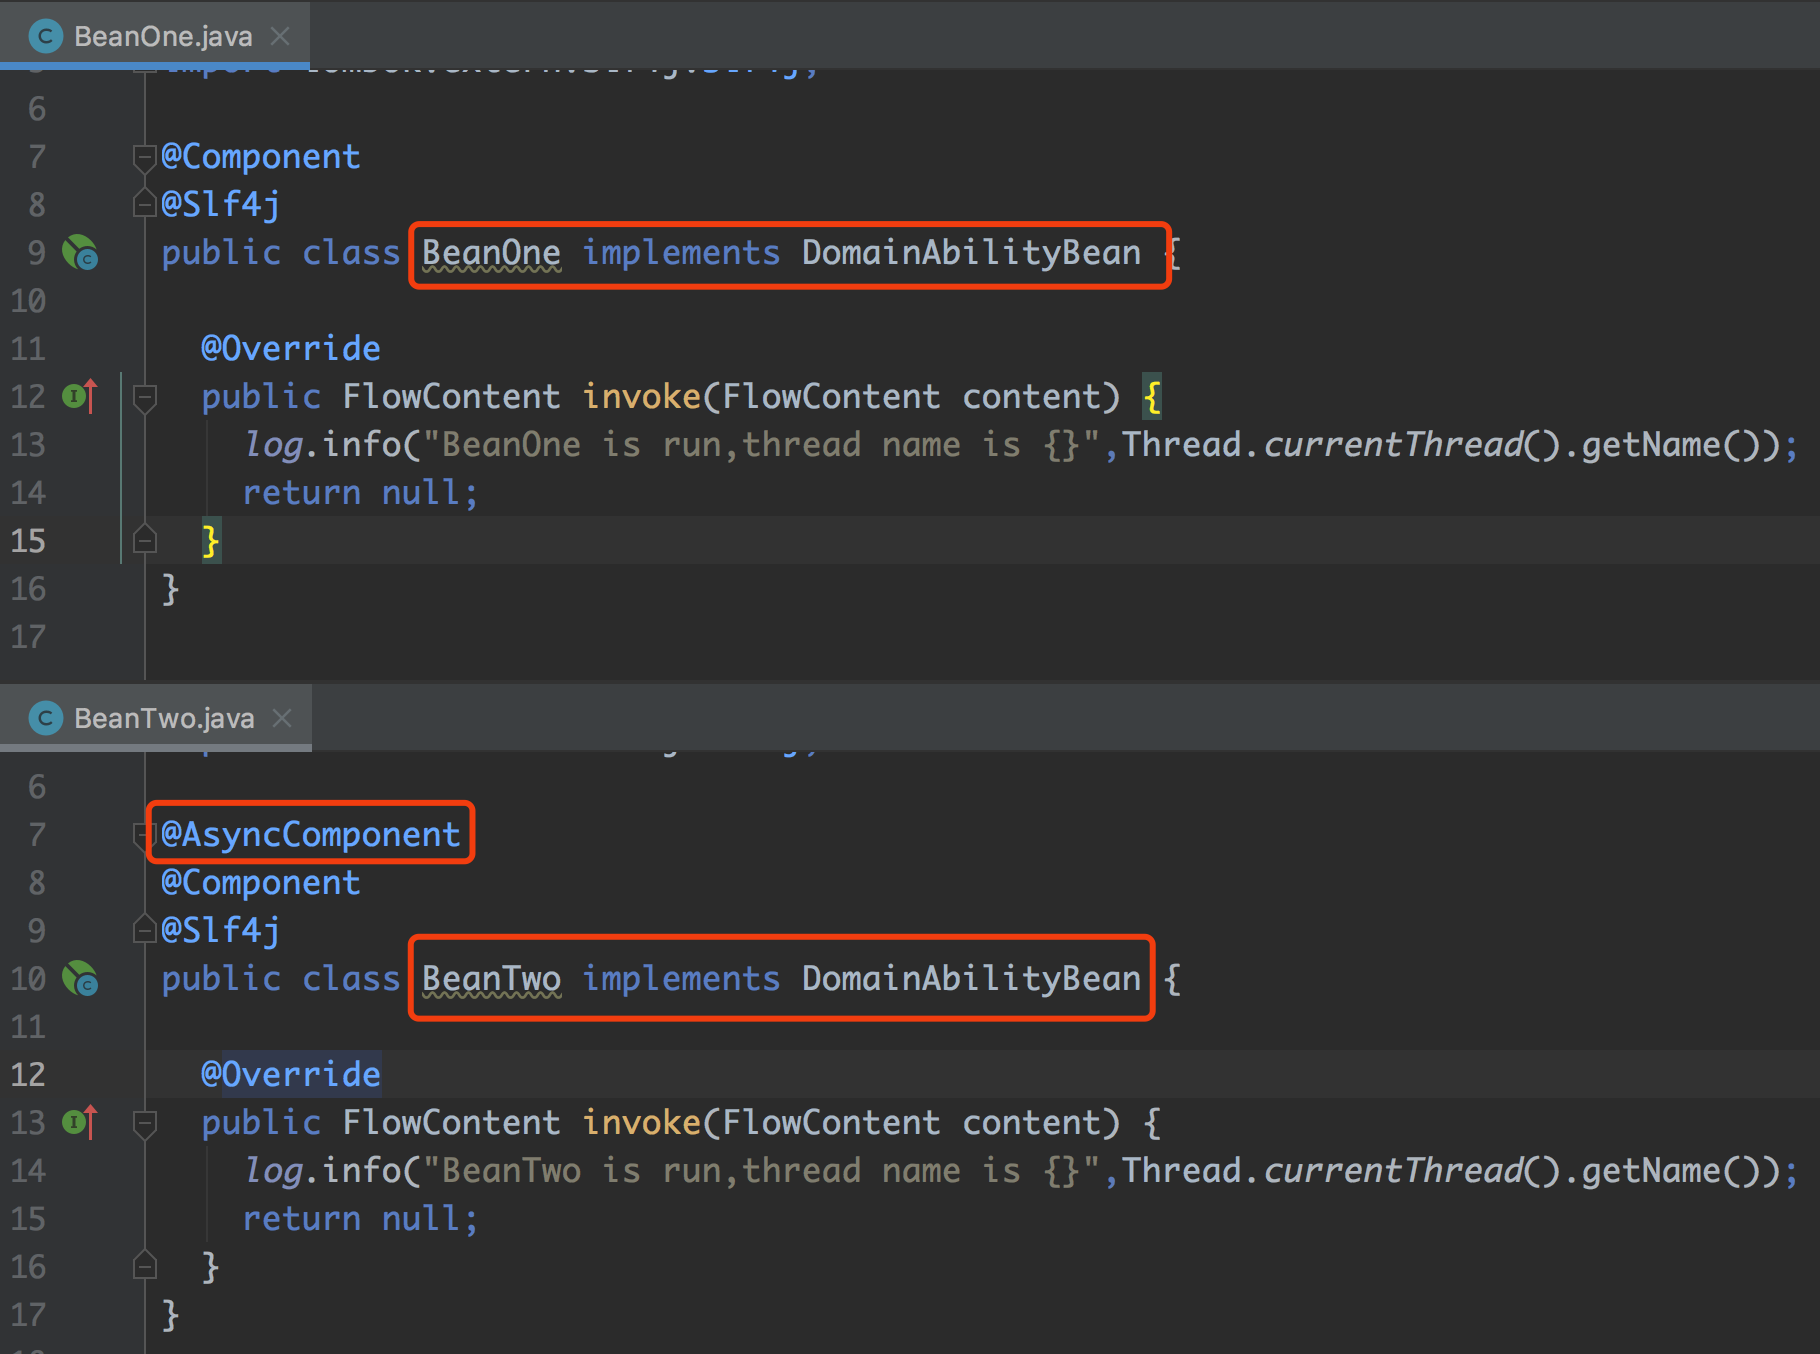 BeanOne.java
6
7 @Component
8 @Slf4j
9 public class BeanOne implements DomainAbilityBean {
10
11 @Override
12 public FlowContent invoke(FlowContent content) {
13 log.info("BeanOne is run,thread name is {}",Thread.currentThread().getName());
14 return null;
15 }
16 }
17
BeanTwo.java
6
7 @AsyncComponent
8 @Component
9 @Slf4j
10 public class BeanTwo implements DomainAbilityBean {
11
12 @Override
13 public FlowContent invoke(FlowContent content) {
14 log.info("BeanTwo is run,thread name is {}",Thread.currentThread().getName());
15 return null;
16 }
17 }